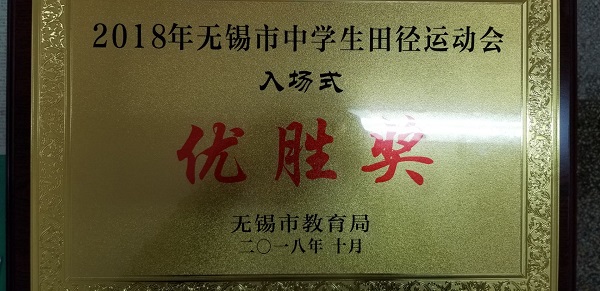 2018年无锡市中学生田径运动会
入场式
优胜奖
无锡市教育局
二〇一八年 十月